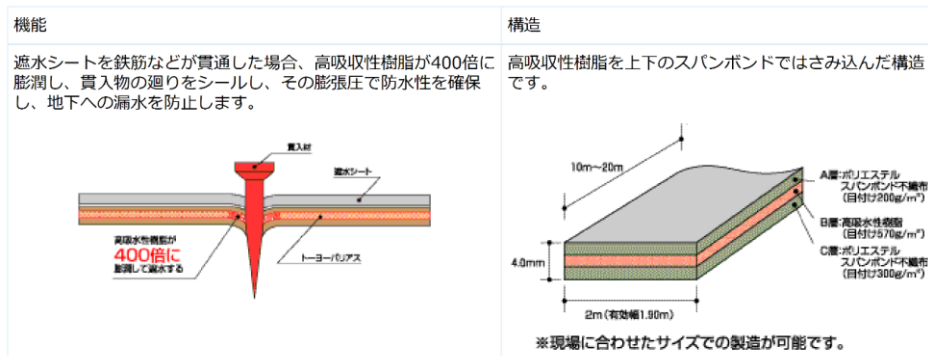 機能
遮水シートを鉄筋などが貫通した場合、高吸収性樹脂が400倍に
膨潤し、貫入物の廻りをシールし、その膨張圧で防水性を確保
し、地下への漏水を防止します。
貫入材
遮水シート
高吸水性樹脂が
400倍に
膨潤して遮水する
トーヨーバリアス
構造
高吸収性樹脂を上下のスパンボンドではさみ込んだ構造
です。
10m~20m
A層:ポリエステル
スパンボンド不織布
(目付け200g/m²)
B層:高吸水性樹脂
(目付け570g/m²)
C層:ポリエステル
スパンボンド不織布
(目付け300g/m²)
4.0mm
2m(有効幅1.90m)
※現場に合わせたサイズでの製造が可能です。